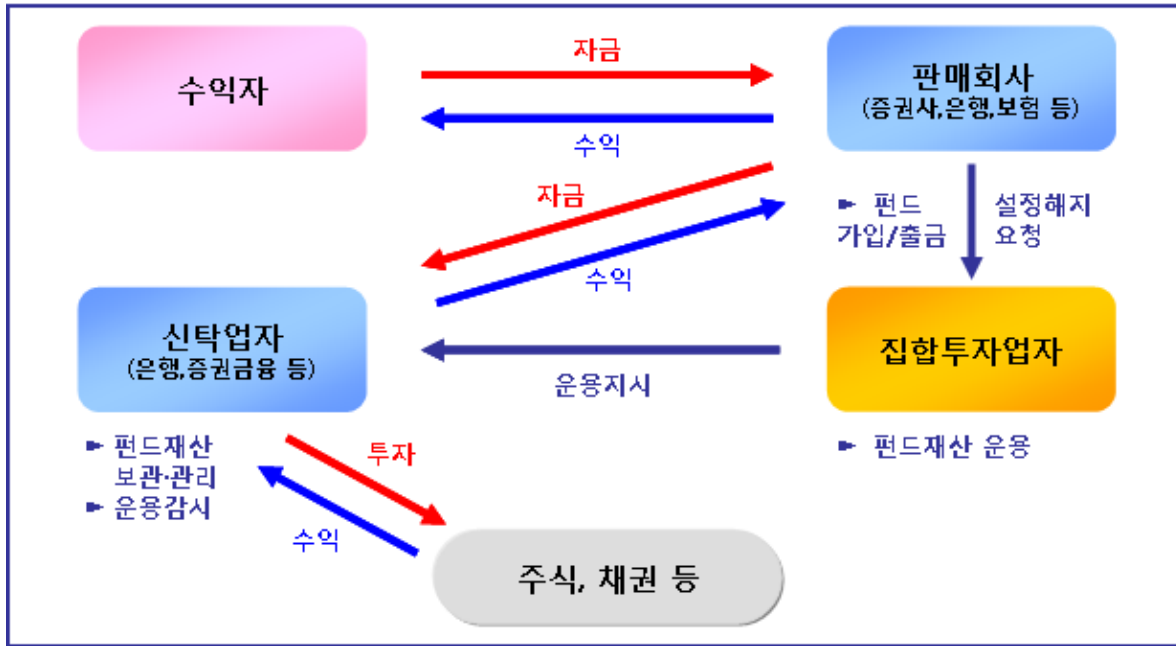 수익자
자금
수익
판매회사
(증권사,은행,보험 등)
자금
수익
► 펀드
가입/출금
설정해지
요청
신탁업자
(은행,증권금융 등)
운용지시
집합투자업자
► 펀드재산
보관·관리
► 운용감시
투자
수익
► 펀드재산 운용
주식, 채권 등